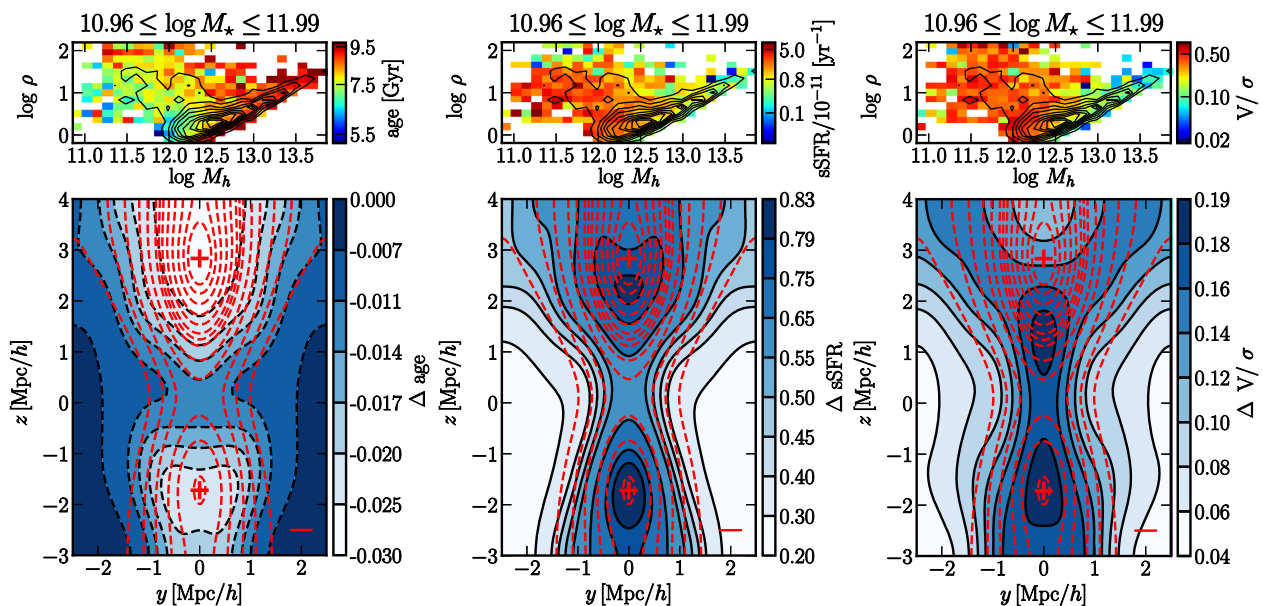 10.96 ≤ log M⋆ ≤ 11.99
10.96 ≤ log M⋆ ≤ 11.99
10.96 ≤ log M⋆ ≤ 11.99
log ρ
2
1
0
11.0 11.5 12.0 12.5 13.0 13.5
log M_h
9.5
7.5
5.5
age [Gyr]
log ρ
2
1
0
11.0 11.5 12.0 12.5 13.0 13.5
log M_h
5.0
0.8
0.1
sSFR/10⁻¹¹ [yr⁻¹]
log ρ
2
1
0
11.0 11.5 12.0 12.5 13.0 13.5
log M_h
0.50
0.10
0.02
V/σ
z [Mpc/h]
4
3
2
1
0
−1
−2
−3
−2 −1 0 1 2
y [Mpc/h]
0.000
−0.007
−0.011
−0.014
−0.017
−0.020
−0.025
−0.030
Δ age
z [Mpc/h]
4
3
2
1
0
−1
−2
−3
−2 −1 0 1 2
y [Mpc/h]
0.83
0.79
0.75
0.65
0.55
0.45
0.40
0.30
0.20
Δ sSFR
z [Mpc/h]
4
3
2
1
0
−1
−2
−3
−2 −1 0 1 2
y [Mpc/h]
0.19
0.18
0.16
0.14
0.12
0.10
0.08
0.06
0.04
Δ V/σ